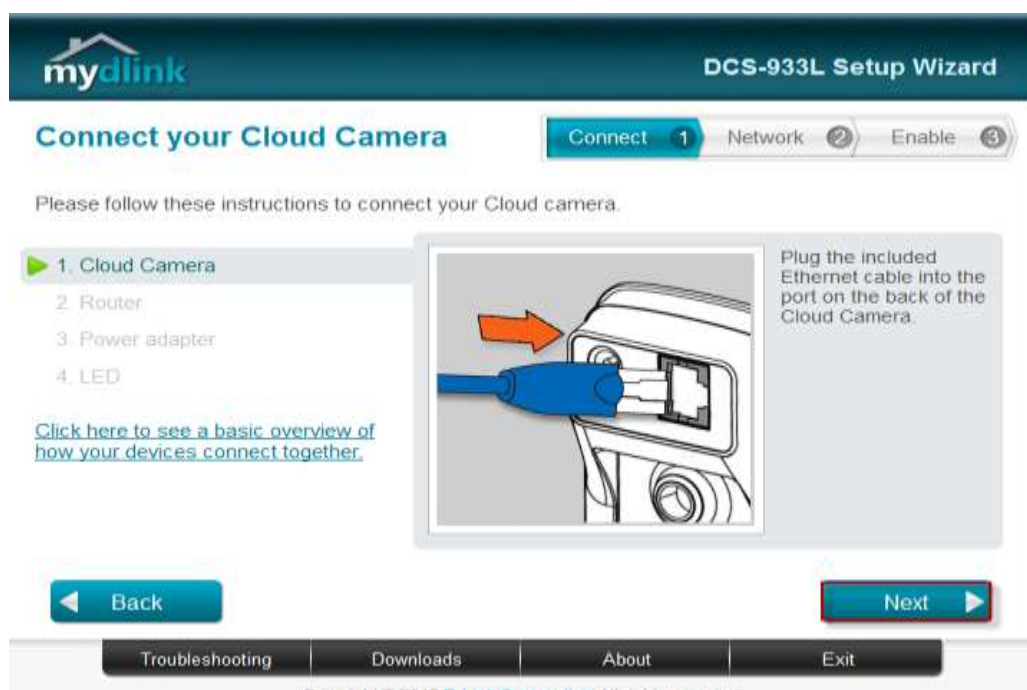 mydlink
DCS-933L Setup Wizard
Connect your Cloud Camera
Connect 1 Network 2 Enable 3
Please follow these instructions to connect your Cloud camera.
1. Cloud Camera
2. Router
3. Power adapter
4. LED
Click here to see a basic overview of
how your devices connect together.
Plug the included
Ethernet cable into the
port on the back of the
Cloud Camera.
Back
Next
Troubleshooting Downloads About Exit